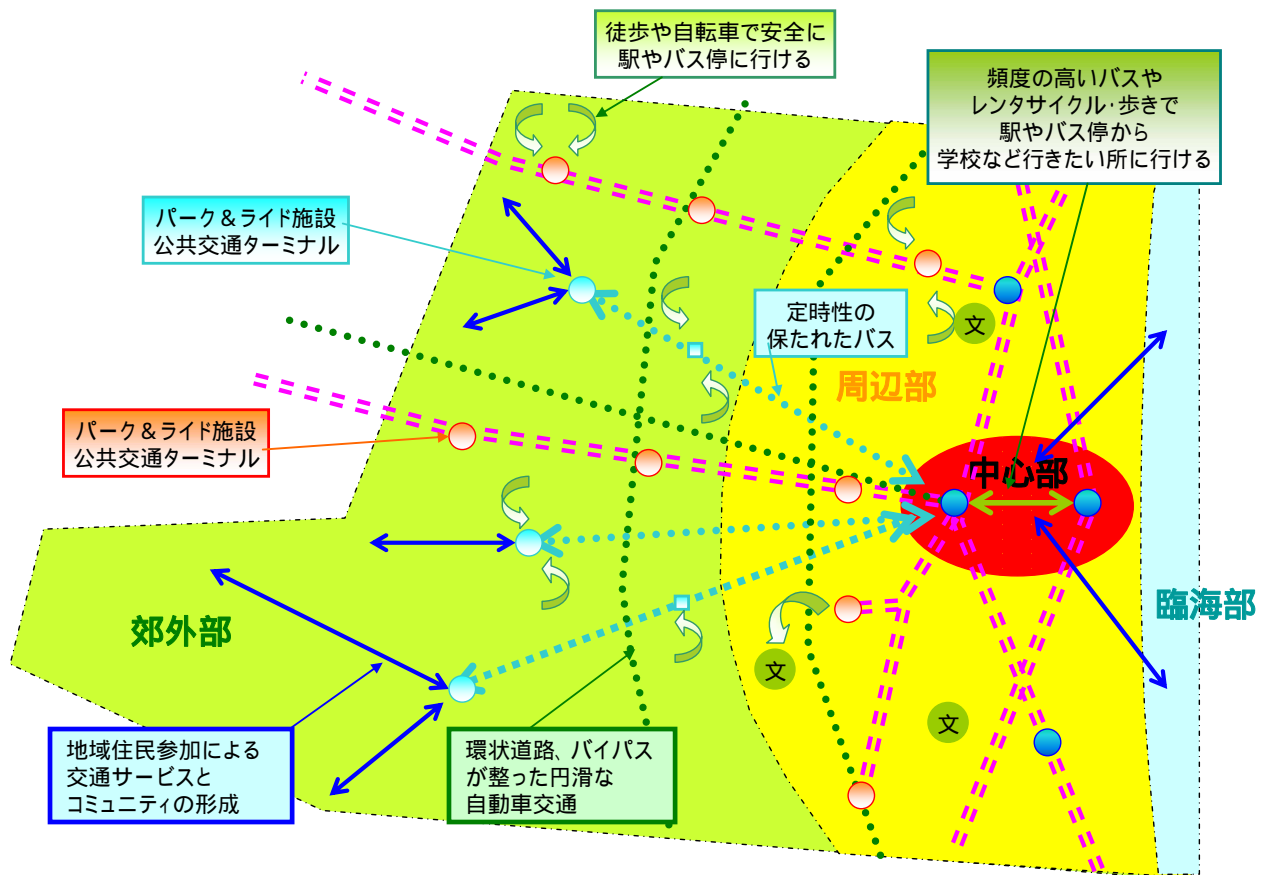 徒歩や自転車で安全に
駅やバス停に行ける
頻度の高いバスや
レンタサイクル・歩きで
駅やバス停から
学校など行きたい所に行ける
パーク＆ライド施設
公共交通ターミナル
定時性の
保たれたバス
文
周辺部
パーク＆ライド施設
公共交通ターミナル
中心部
臨海部
郊外部
文
文
地域住民参加による
交通サービスと
コミュニティの形成
環状道路、バイパス
が整った円滑な
自動車交通